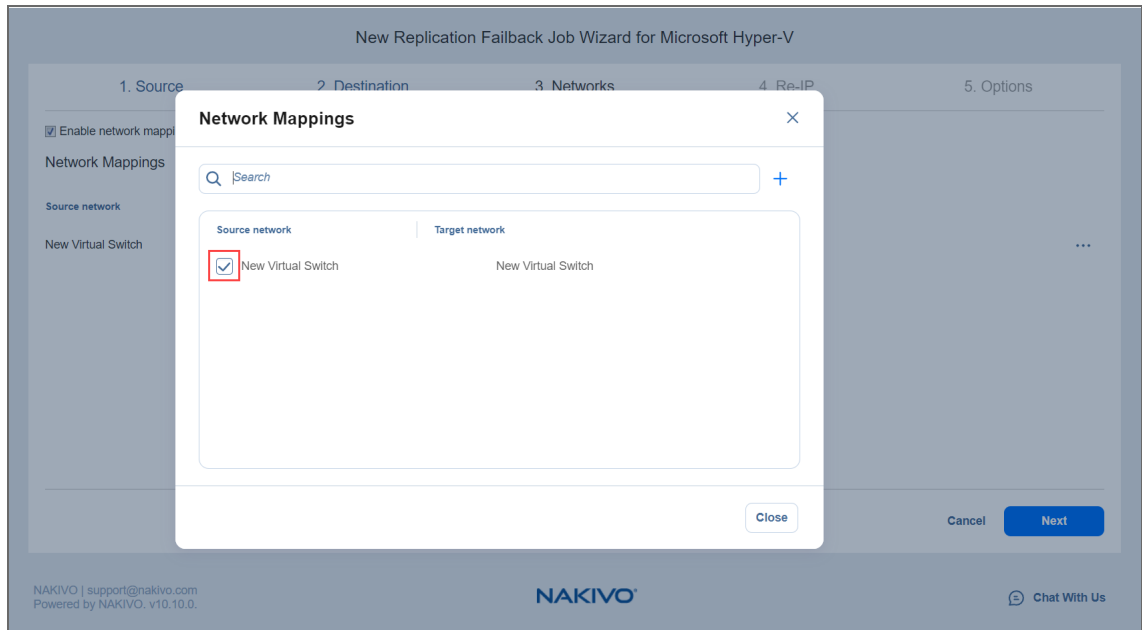 New Replication Failback Job Wizard for Microsoft Hyper-V
1. Source 2. Destination 3. Networks 4. Re-IP 5. Options
Enable network mappi
Network Mappings
Source network
New Virtual Switch
...
Network Mappings
Search
Source network Target network
New Virtual Switch New Virtual Switch
Close
Cancel Next
NAKIVO | support@nakivo.com
Powered by NAKIVO. v10.10.0.
NAKIVO
Chat With Us